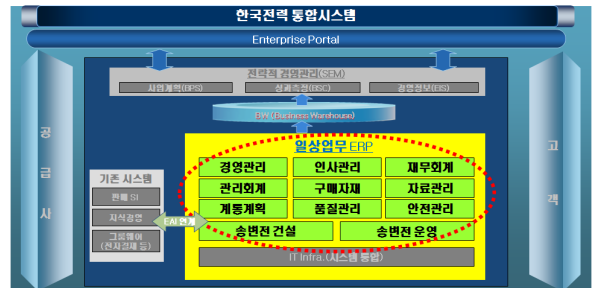 한국전력 통합시스템
Enterprise Portal
전략적 경영관리(SEM)
사업계획(BPS)
성과측정(BSC)
경영정보(EIS)
BW (Business Warehouse)
일상업무 ERP
경영관리
인사관리
재무회계
관리회계
구매자재
자료관리
계통계획
품질관리
안전관리
송변전 건설
송변전 운영
IT Infra.(시스템 통합)
기존 시스템
판매 SI
지식경영
그룹웨어
(전자결재 등)
EAI 연계
공
급
사
고
객